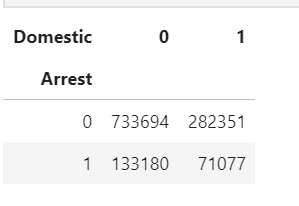 Domestic 0 1
Arrest
0 733694 282351
1 133180 71077